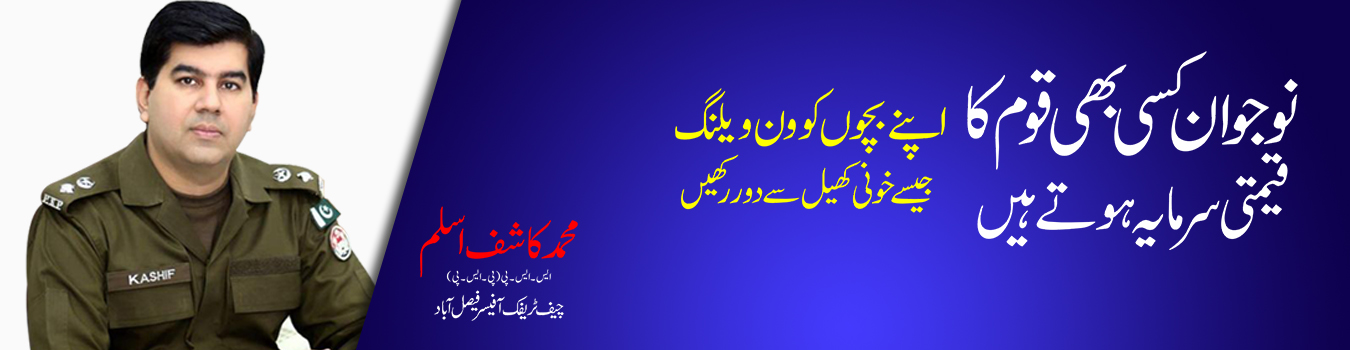 نوجوان کسی بھی قوم کا
قیمتی سرمایہ ہوتے ہیں
اپنے بچوں کو ون ویلنگ
جیسے خونی کھیل سے دور رکھیں
محمد کاشف اسلم
ایس۔ایس۔پی(پی۔ایس۔پی)
چیف ٹریفک آفیسر فیصل آباد
KASHIF